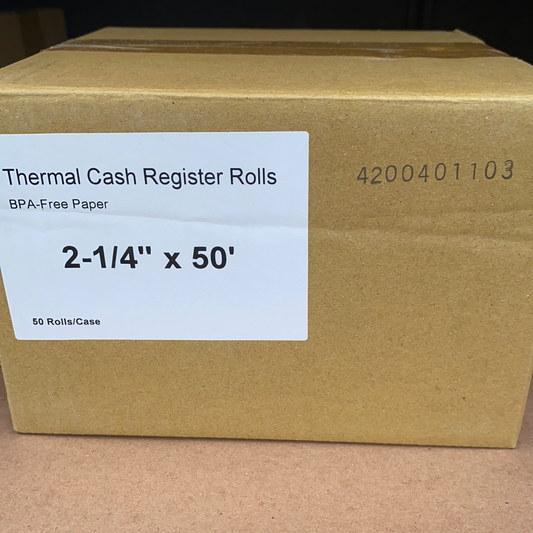 Thermal Cash Register Rolls
BPA-Free Paper
2-1/4" x 50'
50 Rolls/Case
4200401103